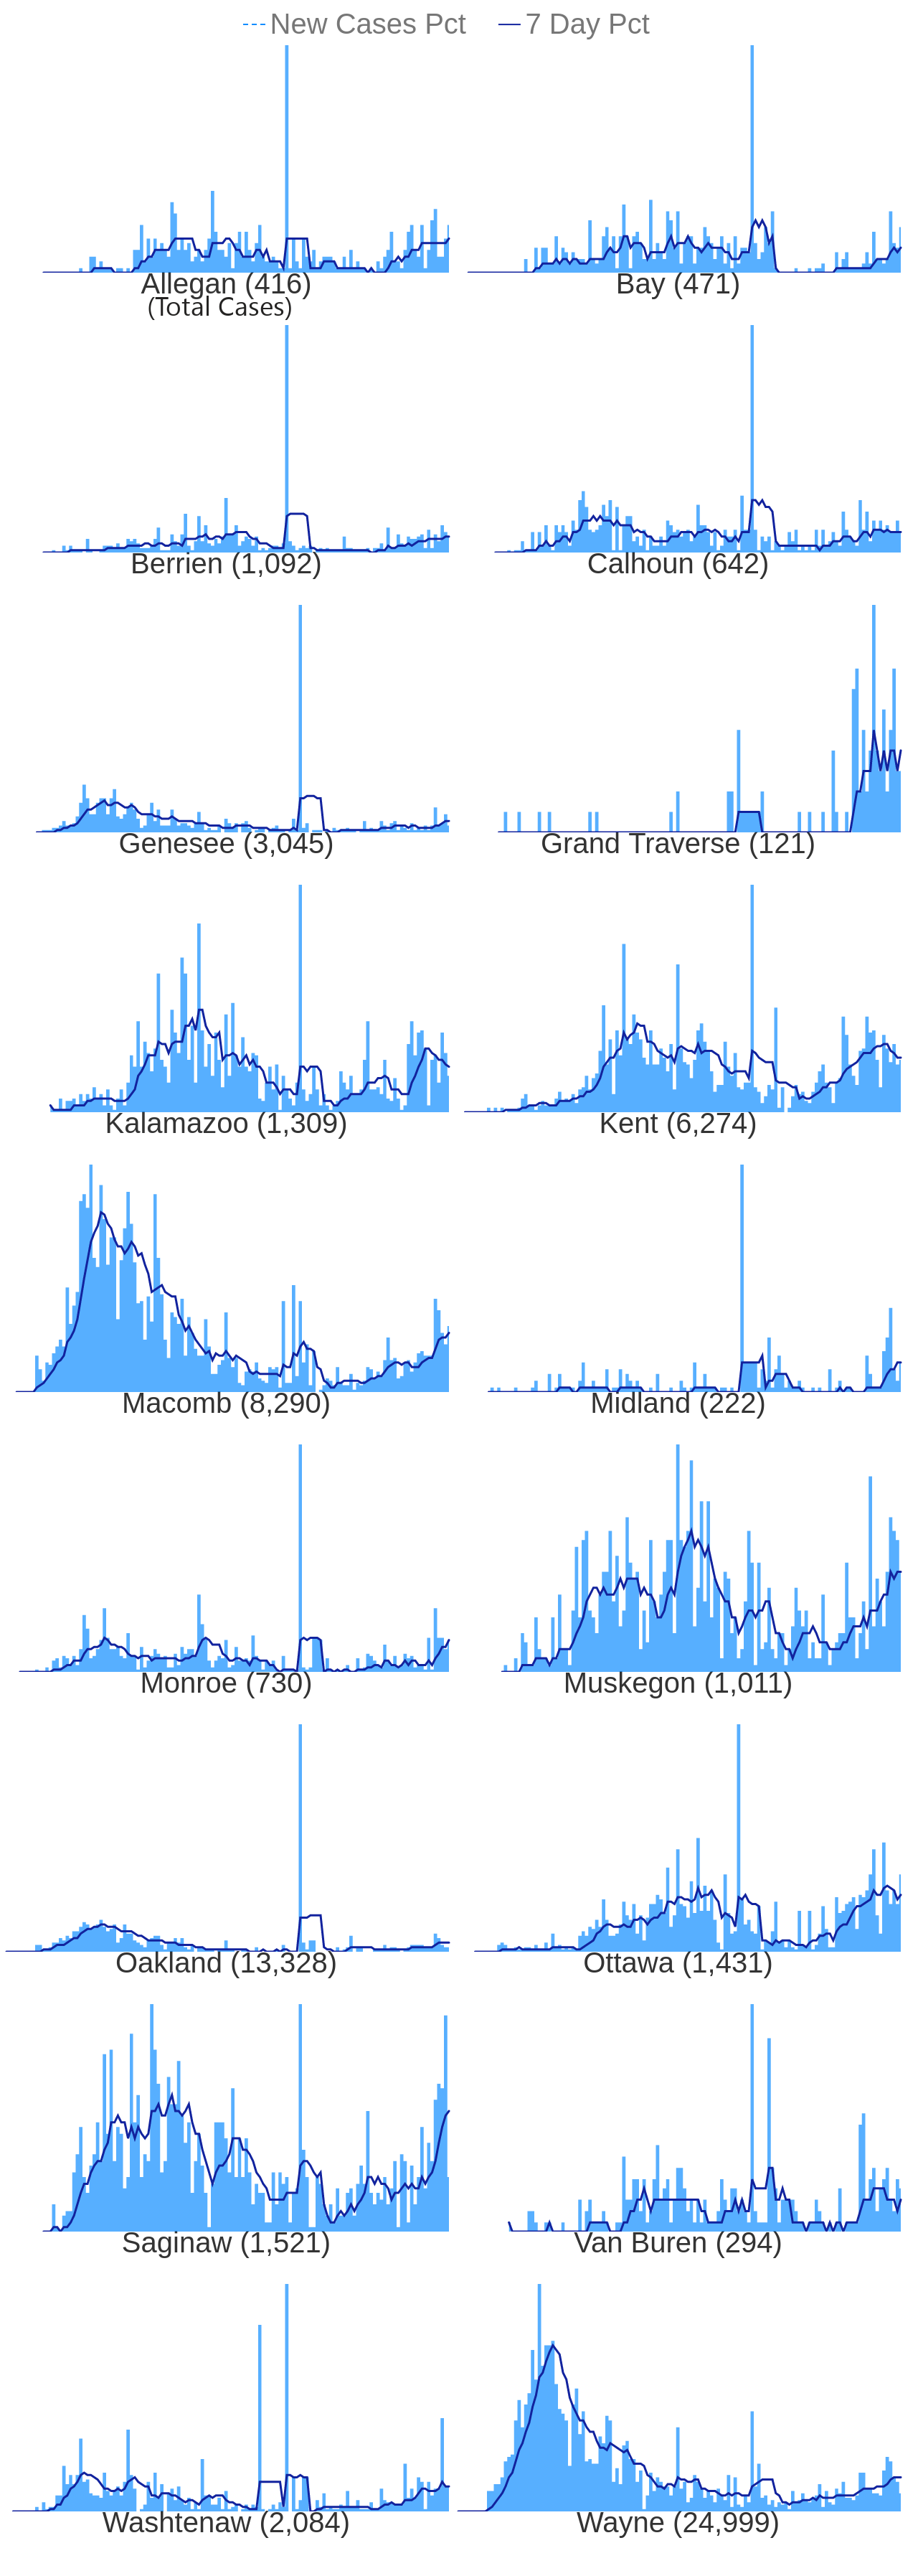 New Cases Pct 7 Day Pct
Allegan (416) Bay (471)
(Total Cases)
Berrien (1,092) Calhoun (642)
Genesee (3,045) Grand Traverse (121)
Kalamazoo (1,309) Kent (6,274)
Macomb (8,290) Midland (222)
Monroe (730) Muskegon (1,011)
Oakland (13,328) Ottawa (1,431)
Saginaw (1,521) Van Buren (294)
Washtenaw (2,084) Wayne (24,999)